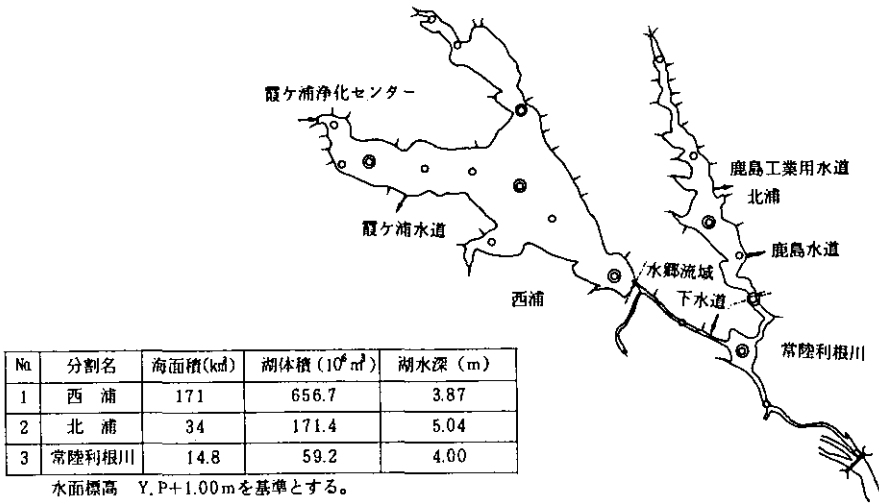 霞ケ浦浄化センター
鹿島工業用水道
北浦
霞ケ浦水道
鹿島水道
水郷流域
西浦
下水道
常陸利根川
No. 分割名 海面積(km²) 湖体積(10⁶m³) 湖水深(m)
1 西浦 171 656.7 3.87
2 北浦 34 171.4 5.04
3 常陸利根川 14.8 59.2 4.00
水面標高 Y.P+1.00mを基準とする。